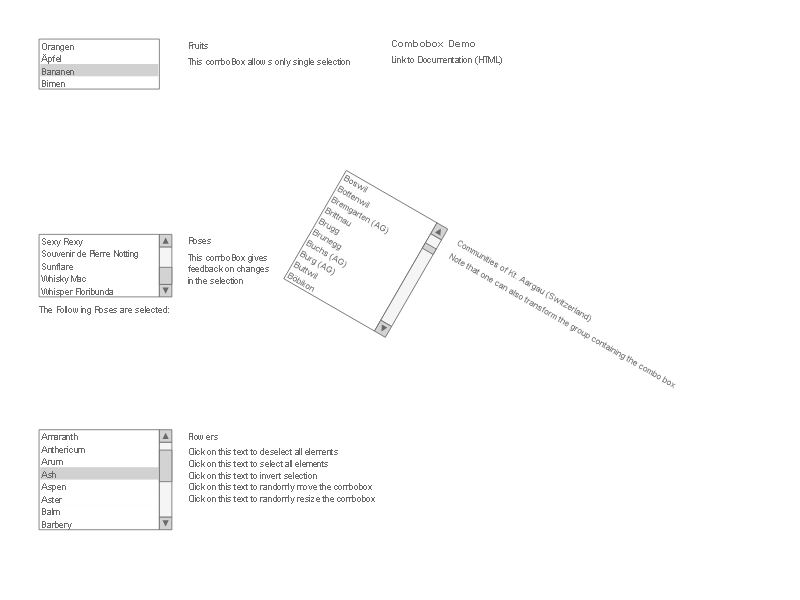 Orangen
Äpfel
Bananen
Birnen
Fruits
This comboBox allows only single selection
Combobox Demo
Link to Documentation (HTML)
Boswil
Bottenwil
Bremgarten (AG)
Brittnau
Brugg
Brunegg
Buchs (AG)
Burg (AG)
Buttwil
Böbikon
Communities of Kt. Aargau (Switzerland)
Note that one can also transform the group containing the combo box
Sexy Rexy
Souvenir de Pierre Notting
Sunflare
Whisky Mac
Whisper Floribunda
Roses
This comboBox gives
feedback on changes
in the selection
The Following Roses are selected:
Amaranth
Anthericum
Arum
Ash
Aspen
Aster
Balm
Barbery
Flowers
Click on this text to deselect all elements
Click on this text to select all elements
Click on this text to invert selection
Click on this text to randomly move the combobox
Click on this text to randomly resize the combobox